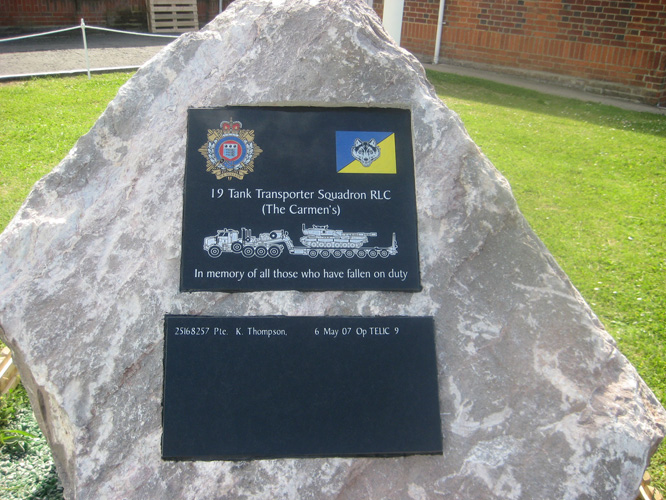 19 Tank Transporter Squadron RLC
(The Carmen's)
In memory of all those who have fallen on duty
25168257 Pte. K. Thompson, 6 May 07 Op TELIC 9